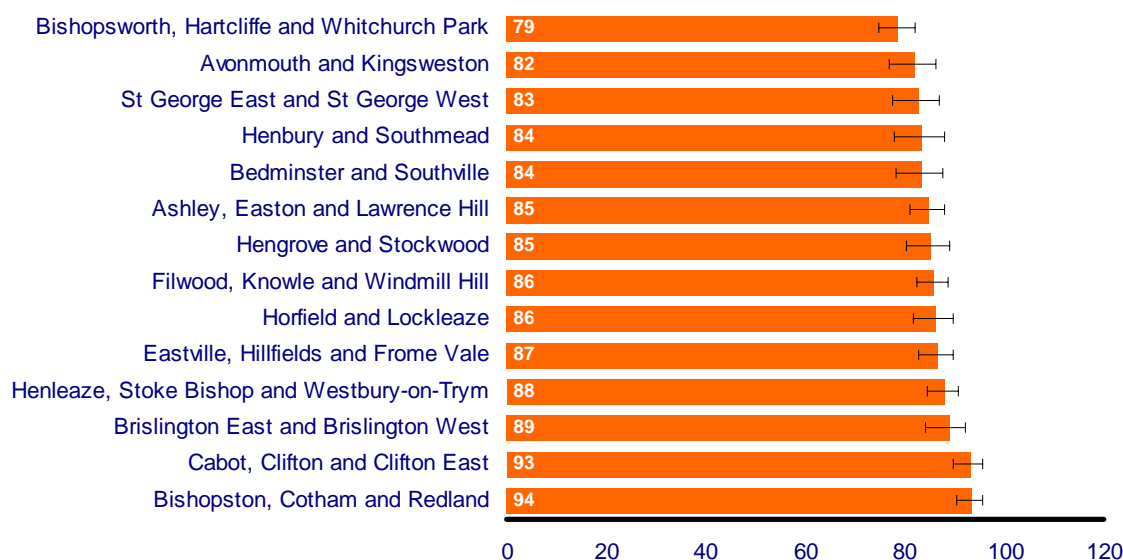 Bishopsworth, Hartcliffe and Whitchurch Park 79
Avonmouth and Kingsweston 82
St George East and St George West 83
Henbury and Southmead 84
Bedminster and Southville 84
Ashley, Easton and Lawrence Hill 85
Hengrove and Stockwood 85
Filwood, Knowle and Windmill Hill 86
Horfield and Lockleaze 86
Eastville, Hillfields and Frome Vale 87
Henleaze, Stoke Bishop and Westbury-on-Trym 88
Brislington East and Brislington West 89
Cabot, Clifton and Clifton East 93
Bishopston, Cotham and Redland 94
0 20 40 60 80 100 120